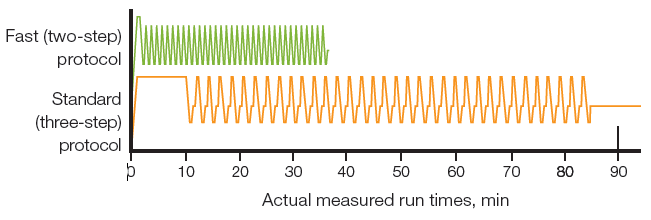 Fast (two-step)
protocol
Standard
(three-step)
protocol
0 10 20 30 40 50 60 70 80 90
Actual measured run times, min